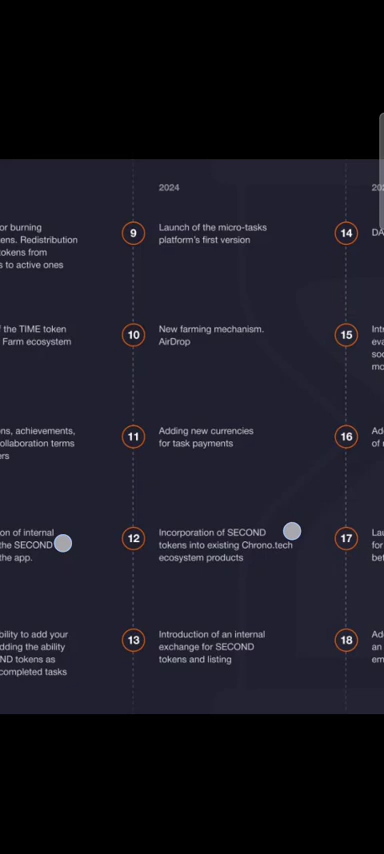 or burning
ens. Redistribution
okens from
s to active ones
f the TIME token
Farm ecosystem
ns, achievements,
ollaboration terms
ers
on of internal
the SECOND
the app.
bility to add your
dding the ability
ND tokens as
completed tasks
2024
9
Launch of the micro-tasks
platform's first version
10
New farming mechanism.
AirDrop
11
Adding new currencies
for task payments
12
Incorporation of SECOND
tokens into existing Chrono.tech
ecosystem products
13
Introduction of an internal
exchange for SECOND
tokens and listing
14
DA
15
Intr
eva
soc
mo
16
Ad
of r
17
Lau
for
bet
18
Ad
an
em